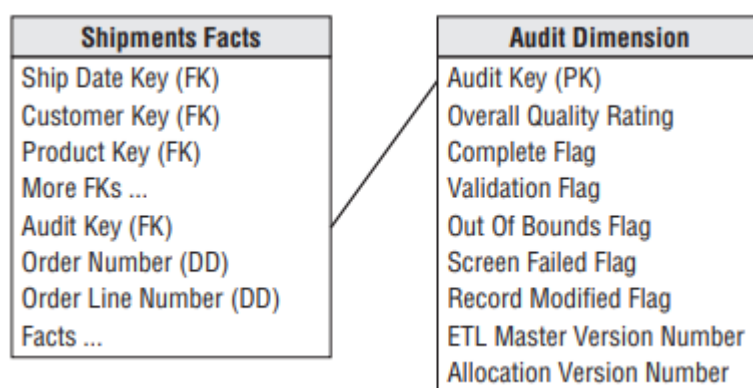 Shipments Facts
Ship Date Key (FK)
Customer Key (FK)
Product Key (FK)
More FKs ...
Audit Key (FK)
Order Number (DD)
Order Line Number (DD)
Facts ...
Audit Dimension
Audit Key (PK)
Overall Quality Rating
Complete Flag
Validation Flag
Out Of Bounds Flag
Screen Failed Flag
Record Modified Flag
ETL Master Version Number
Allocation Version Number